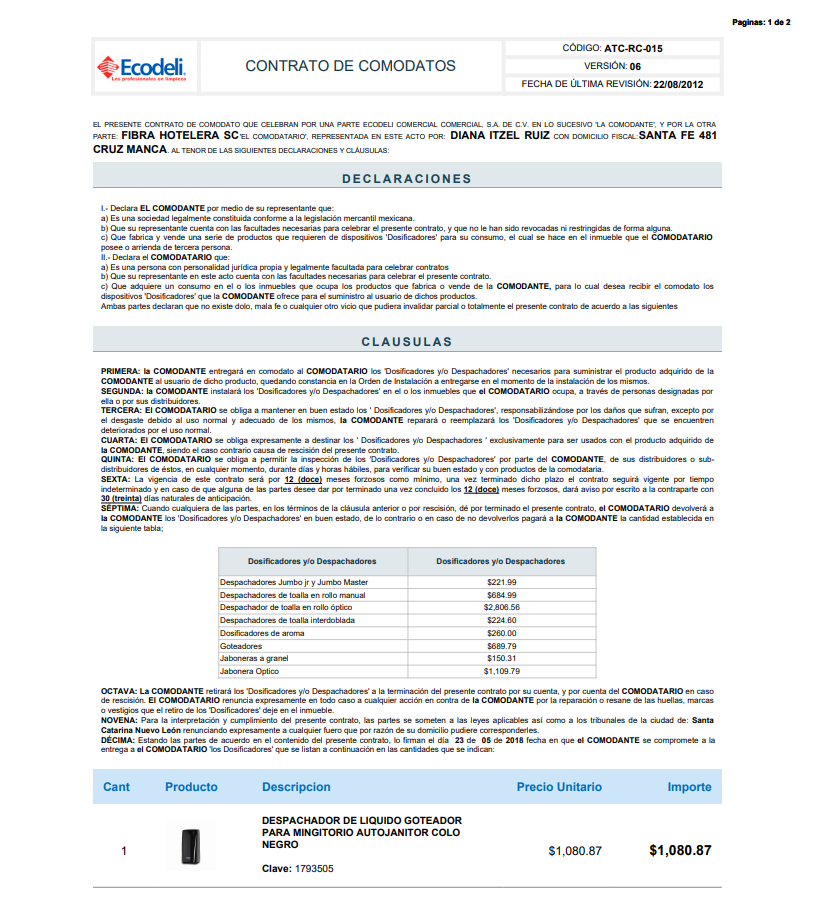 Paginas: 1 de 2
Ecodeli.
Los profesionales en limpieza
CONTRATO DE COMODATOS
CÓDIGO: ATC-RC-015
VERSIÓN: 06
FECHA DE ÚLTIMA REVISIÓN: 22/08/2012
EL PRESENTE CONTRATO DE COMODATO QUE CELEBRAN POR UNA PARTE ECODELI COMERCIAL COMERCIAL, S.A. DE C.V. EN LO SUCESIVO 'LA COMODANTE', Y POR LA OTRA
PARTE: FIBRA HOTELERA SC 'EL COMODATARIO', REPRESENTADA EN ESTE ACTO POR: DIANA ITZEL RUIZ CON DOMICILIO FISCAL: SANTA FE 481
CRUZ MANCA. AL TENOR DE LAS SIGUIENTES DECLARACIONES Y CLÁUSULAS:
DECLARACIONES
I.- Declara EL COMODANTE por medio de su representante que:
a) Es una sociedad legalmente constituida conforme a la legislación mercantil mexicana.
b) Que su representante cuenta con las facultades necesarias para celebrar el presente contrato, y que no le han sido revocadas ni restringidas de forma alguna.
c) Que fabrica y vende una serie de productos que requieren de dispositivos 'Dosificadores' para su consumo, el cual se hace en el inmueble que el COMODATARIO
posee o arrienda de tercera persona.
II.- Declara el COMODATARIO que:
a) Es una persona con personalidad jurídica propia y legalmente facultada para celebrar contratos
b) Que su representante en este acto cuenta con las facultades necesarias para celebrar el presente contrato.
c) Que adquiere un consumo en el o los inmuebles que ocupa los productos que fabrica o vende de la COMODANTE, para lo cual desea recibir el comodato los
dispositivos 'Dosificadores' que la COMODANTE ofrece para el suministro al usuario de dichos productos.
Ambas partes declaran que no existe dolo, mala fe o cualquier otro vicio que pudiera invalidar parcial o totalmente el presente contrato de acuerdo a las siguientes
CLAUSULAS
PRIMERA: la COMODANTE entregará en comodato al COMODATARIO los 'Dosificadores y/o Despachadores' necesarios para suministrar el producto adquirido de la
COMODANTE al usuario de dicho producto, quedando constancia en la Orden de Instalación a entregarse en el momento de la instalación de los mismos.
SEGUNDA: la COMODANTE instalará los 'Dosificadores y/o Despachadores' en el o los inmuebles que el COMODATARIO ocupa, a través de personas designadas por
ella o por sus distribuidores.
TERCERA: El COMODATARIO se obliga a mantener en buen estado los ' Dosificadores y/o Despachadores', responsabilizándose por los daños que sufran, excepto por
el desgaste debido al uso normal y adecuado de los mismos, la COMODANTE reparará o reemplazará los 'Dosificadores y/o Despachadores' que se encuentren
deteriorados por el uso normal.
CUARTA: El COMODATARIO se obliga expresamente a destinar los ' Dosificadores y/o Despachadores ' exclusivamente para ser usados con el producto adquirido de
la COMODANTE, siendo el caso contrario causa de rescisión del presente contrato.
QUINTA: El COMODATARIO se obliga a permitir la inspección de los 'Dosificadores y/o Despachadores' por parte del COMODANTE, de sus distribuidores o sub-
distribuidores de éstos, en cualquier momento, durante días y horas hábiles, para verificar su buen estado y con productos de la comodataria.
SEXTA: La vigencia de este contrato será por 12 (doce) meses forzosos como mínimo, una vez terminado dicho plazo el contrato seguirá vigente por tiempo
indeterminado y en caso de que alguna de las partes desee dar por terminado una vez concluido los 12 (doce) meses forzosos, dará aviso por escrito a la contraparte con
30 (treinta) días naturales de anticipación.
SÉPTIMA: Cuando cualquiera de las partes, en los términos de la cláusula anterior o por rescisión, dé por terminado el presente contrato, el COMODATARIO devolverá a
la COMODANTE los 'Dosificadores y/o Despachadores' en buen estado, de lo contrario o en caso de no devolverlos pagará a la COMODANTE la cantidad establecida en
la siguiente tabla;
Dosificadores y/o Despachadores Dosificadores y/o Despachadores
Despachadores Jumbo jr y Jumbo Master $221.99
Despachadores de toalla en rollo manual $684.99
Despachador de toalla en rollo óptico $2,806.56
Despachadores de toalla interdoblada $224.60
Dosificadores de aroma $260.00
Goteadores $689.79
Jaboneras a granel $150.31
Jabonera Optico $1,109.79
OCTAVA: La COMODANTE retirará los 'Dosificadores y/o Despachadores' a la terminación del presente contrato por su cuenta, y por cuenta del COMODATARIO en caso
de rescisión. El COMODATARIO renuncia expresamente en todo caso a cualquier acción en contra de la COMODANTE por la reparación o resane de las huellas, marcas
o vestigios que el retiro de los 'Dosificadores' deje en el inmueble.
NOVENA: Para la interpretación y cumplimiento del presente contrato, las partes se someten a las leyes aplicables así como a los tribunales de la ciudad de: Santa
Catarina Nuevo León renunciando expresamente a cualquier fuero que por razón de su domicilio pudiere corresponderles.
DÉCIMA: Estando las partes de acuerdo en el contenido del presente contrato, lo firman el día 23 de 05 de 2018 fecha en que el COMODANTE se compromete a la
entrega a el COMODATARIO 'los Dosificadores' que se listan a continuación en las cantidades que se indican:
Cant Producto Descripcion Precio Unitario Importe
DESPACHADOR DE LIQUIDO GOTEADOR
PARA MINGITORIO AUTOJANITOR COLO
NEGRO
1 $1,080.87 $1,080.87
Clave: 1793505